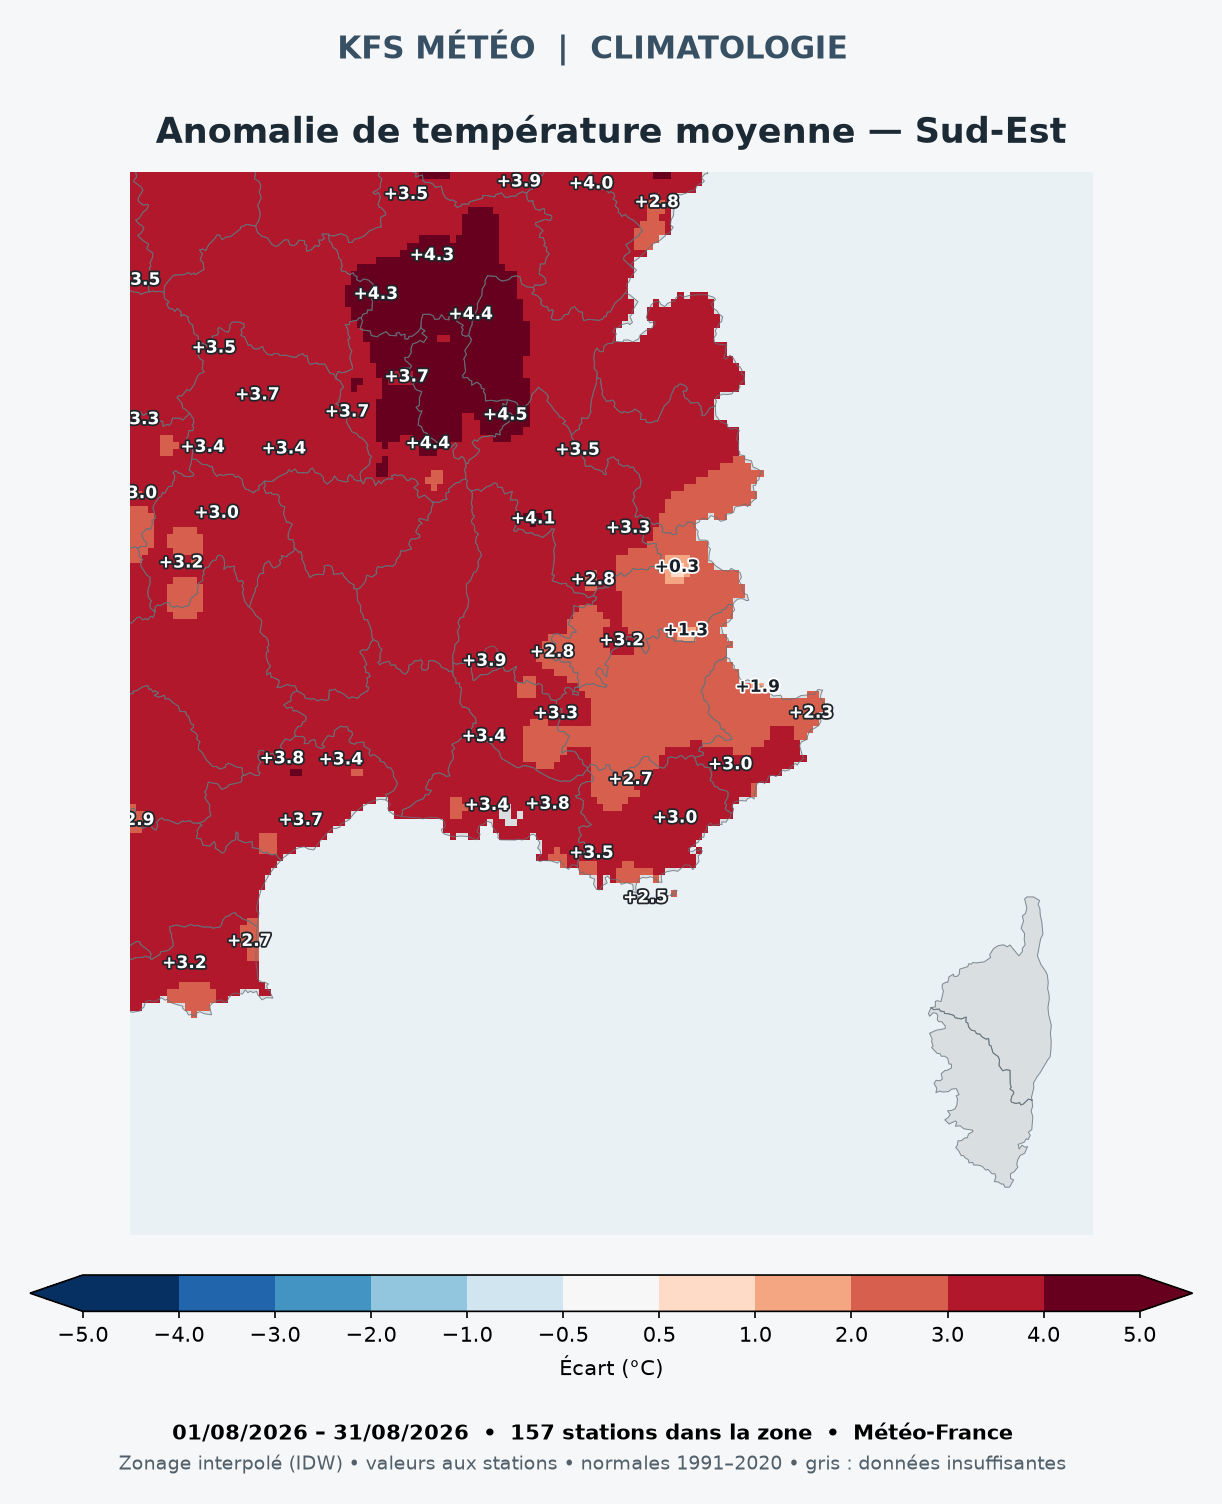 KFS MÉTÉO | CLIMATOLOGIE
Anomalie de température moyenne — Sud-Est
+3.9 +4.0
+3.5 +2.8
+4.3
3.5 +4.3
+4.4
+3.5
+3.7
+3.7
+3.3 +3.7 +4.5
+3.4 +3.4 +4.4 +3.5
3.0
+3.0 +4.1 +3.3
+3.2 +0.3
+2.8
+1.3
+3.9 +2.8 +3.2
+1.9
+3.3 +2.3
+3.4
+3.8 +3.4 +3.0
+2.7
+3.4 +3.8
2.9 +3.7 +3.0
+3.5
+2.5
+2.7
+3.2
−5.0 −4.0 −3.0 −2.0 −1.0 −0.5 0.5 1.0 2.0 3.0 4.0 5.0
Écart (°C)
01/08/2026 – 31/08/2026 • 157 stations dans la zone • Météo-France
Zonage interpolé (IDW) • valeurs aux stations • normales 1991–2020 • gris : données insuffisantes